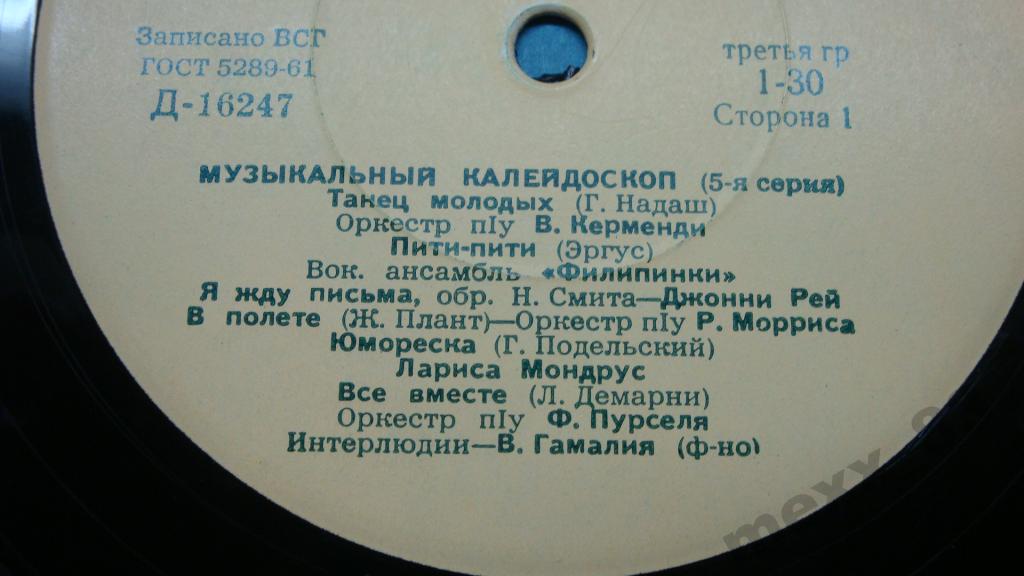 Записано ВСГ
ГОСТ 5289-61
Д-16247
третья гр
1-30
Сторона 1
МУЗЫКАЛЬНЫЙ КАЛЕЙДОСКОП (5-я серия)
Танец молодых (Г. Надаш)
Оркестр п/у В. Керменди
Пити-пити (Эргус)
Вок. ансамбль «Филипинки»
Я жду письма, обр. Н. Смита—Джонни Рей
В полете (Ж. Плант)—Оркестр п/у Р. Морриса
Юмореска (Г. Подельский)
Лариса Мондрус
Все вместе (Л. Демарни)
Оркестр п/у Ф. Пурселя
Интерлюдии—В. Гамалия (ф-но)